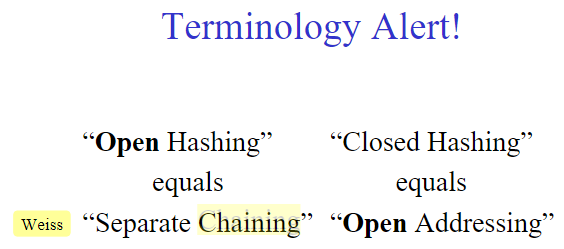 Terminology Alert!
“Open Hashing” “Closed Hashing”
equals equals
Weiss “Separate Chaining” “Open Addressing”